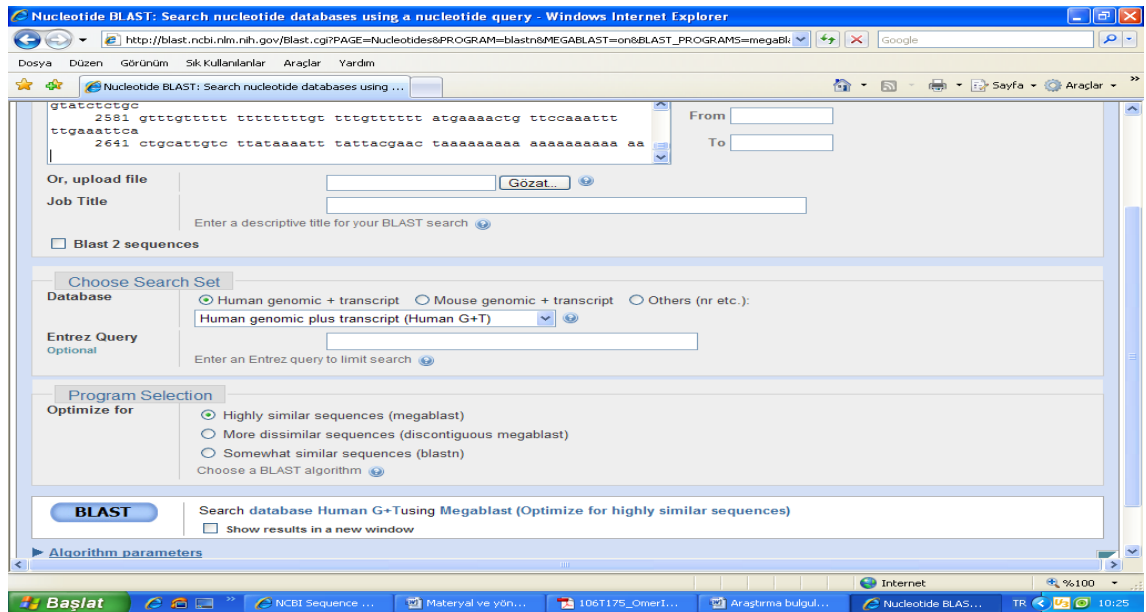 Nucleotide BLAST: Search nucleotide databases using a nucleotide query - Windows Internet Explorer
http://blast.ncbi.nlm.nih.gov/Blast.cgi?PAGE=Nucleotides&PROGRAM=blastn&MEGABLAST=on&BLAST_PROGRAMS=megaBl Google
Dosya Düzen Görünüm Sık Kullanılanlar Araçlar Yardım
Nucleotide BLAST: Search nucleotide databases using ... Sayfa Araçlar »
gtatctctgc
2581 gtttgttttt tttttttttgt tttgtttttt atgaaaactg ttccaaattt
ttgaaattca
2641 ctgcattgtc ttataaaatt tattacgaac taaaaaaaaa aaaaaaaaaa aa
From
To
Or, upload file Gözat...
Job Title
Enter a descriptive title for your BLAST search
Blast 2 sequences
Choose Search Set
Database Human genomic + transcript Mouse genomic + transcript Others (nr etc.):
Human genomic plus transcript (Human G+T)
Entrez Query
Optional
Enter an Entrez query to limit search
Program Selection
Optimize for
Highly similar sequences (megablast)
More dissimilar sequences (discontiguous megablast)
Somewhat similar sequences (blastn)
Choose a BLAST algorithm
BLAST Search database Human G+Tusing Megablast (Optimize for highly similar sequences)
Show results in a new window
Algorithm parameters
Internet %100
Başlat » NCBI Sequence ... Materyal ve yön... 106T175_OmerI... Araştırma bulgul... Nucleotide BLAS... TR 10:25